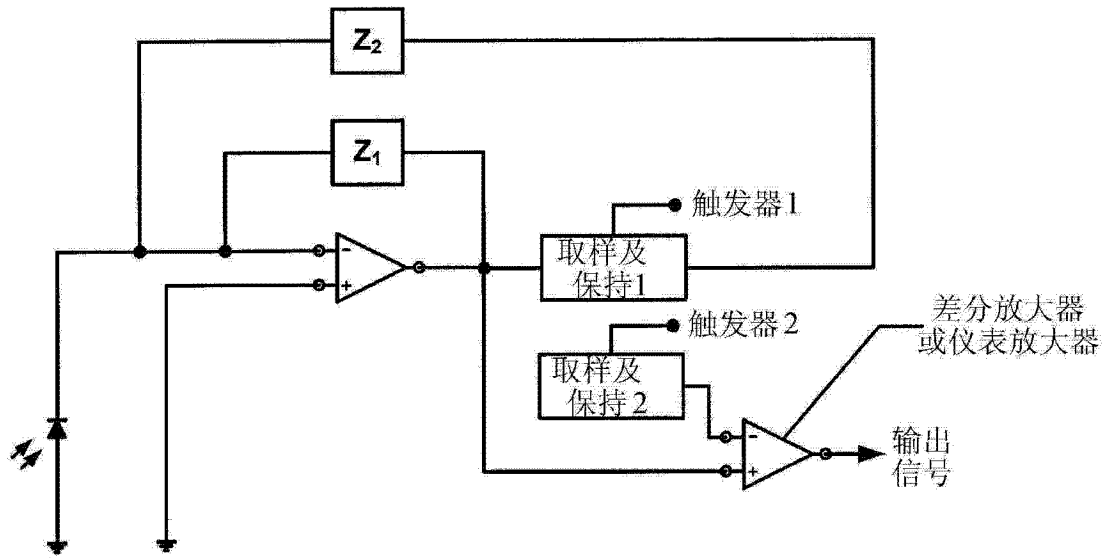 Z2
Z1
触发器1
取样及
保持1
触发器2
取样及
保持2
差分放大器
或仪表放大器
-
+
-
+
输出
信号